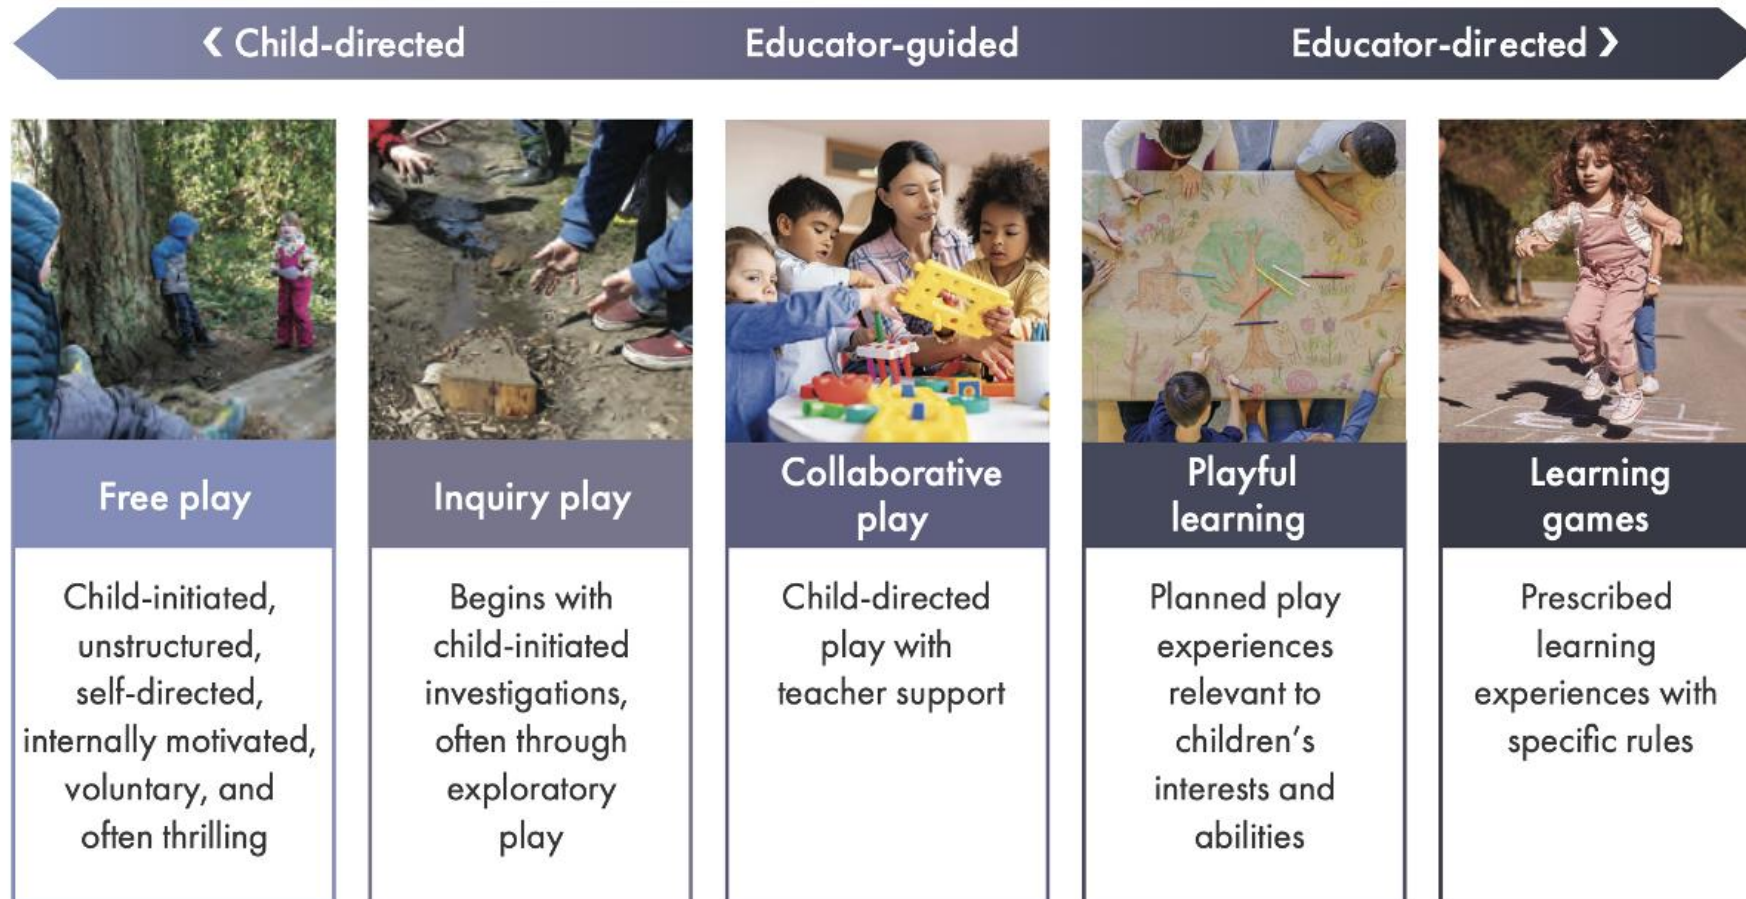 ‹ Child-directed
Educator-guided
Educator-directed ›
Free play
Child-initiated,
unstructured,
self-directed,
internally motivated,
voluntary, and
often thrilling
Inquiry play
Begins with
child-initiated
investigations,
often through
exploratory
play
Collaborative
play
Child-directed
play with
teacher support
Playful
learning
Planned play
experiences
relevant to
children’s
interests and
abilities
Learning
games
Prescribed
learning
experiences with
specific rules